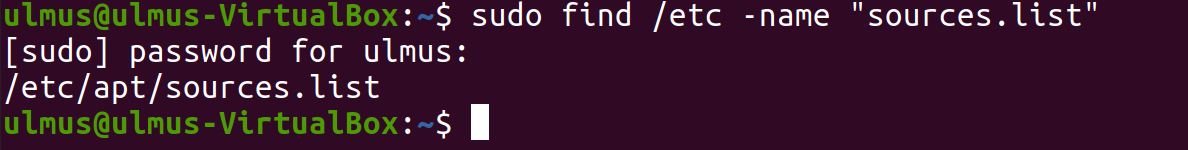 ulmus@ulmus-VirtualBox:~$ sudo find /etc -name "sources.list"
[sudo] password for ulmus:
/etc/apt/sources.list
ulmus@ulmus-VirtualBox:~$